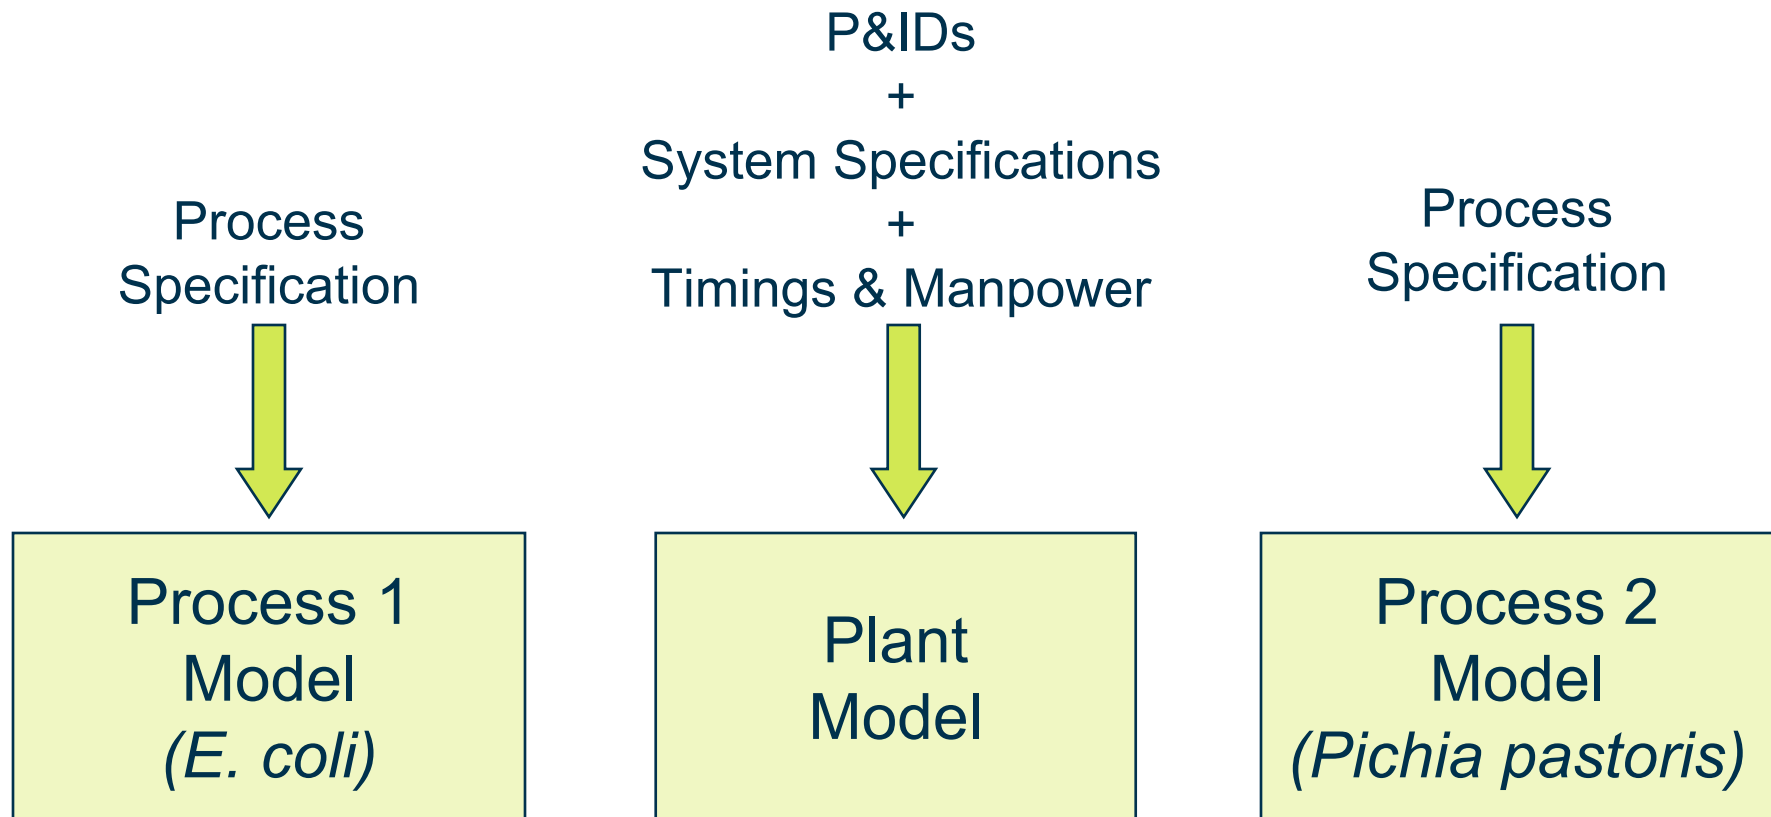 Process
Specification
Process 1
Model
(E. coli)
P&IDs
+
System Specifications
+
Timings & Manpower
Plant
Model
Process
Specification
Process 2
Model
(Pichia pastoris)